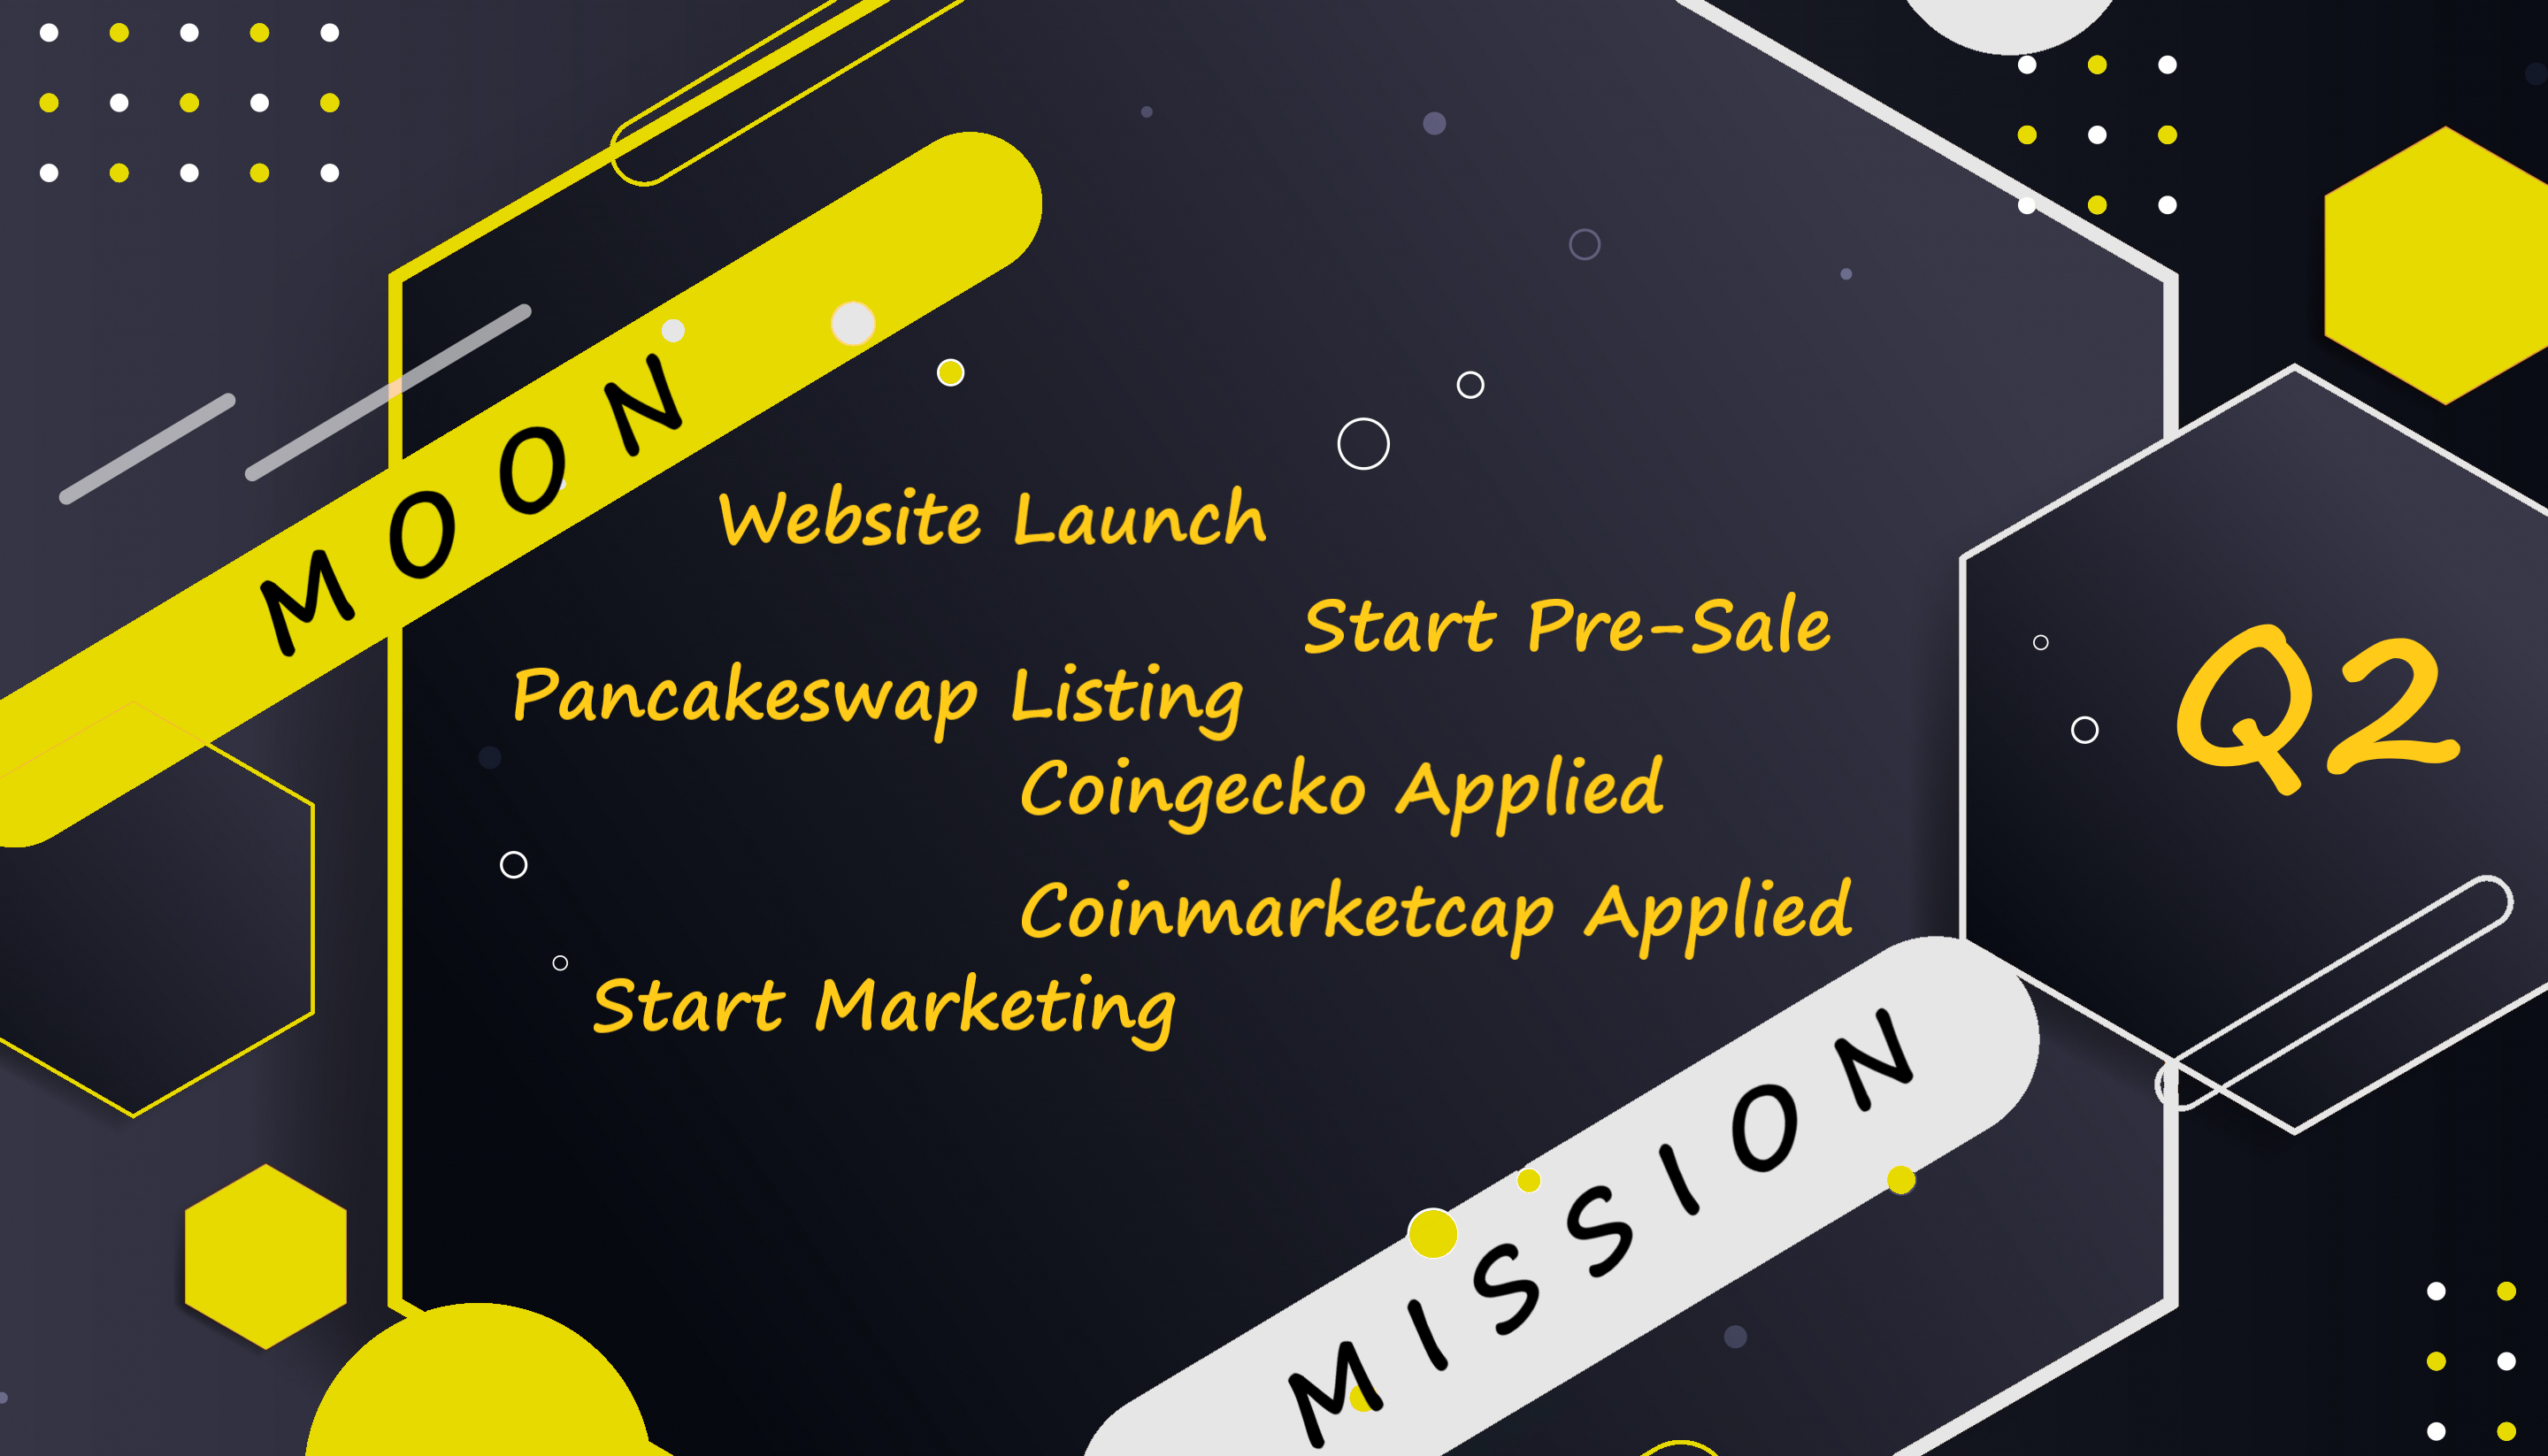 MOON
Website Launch
Start Pre-Sale
Pancakeswap Listing
Coingecko Applied
Coinmarketcap Applied
Start Marketing
Q2
MISSION